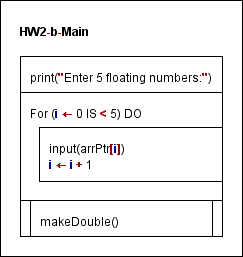 HW2-b-Main
print("Enter 5 floating numbers:")
For (i ← 0 IS < 5) DO
input(arrPtr[i])
i ← i + 1
makeDouble()